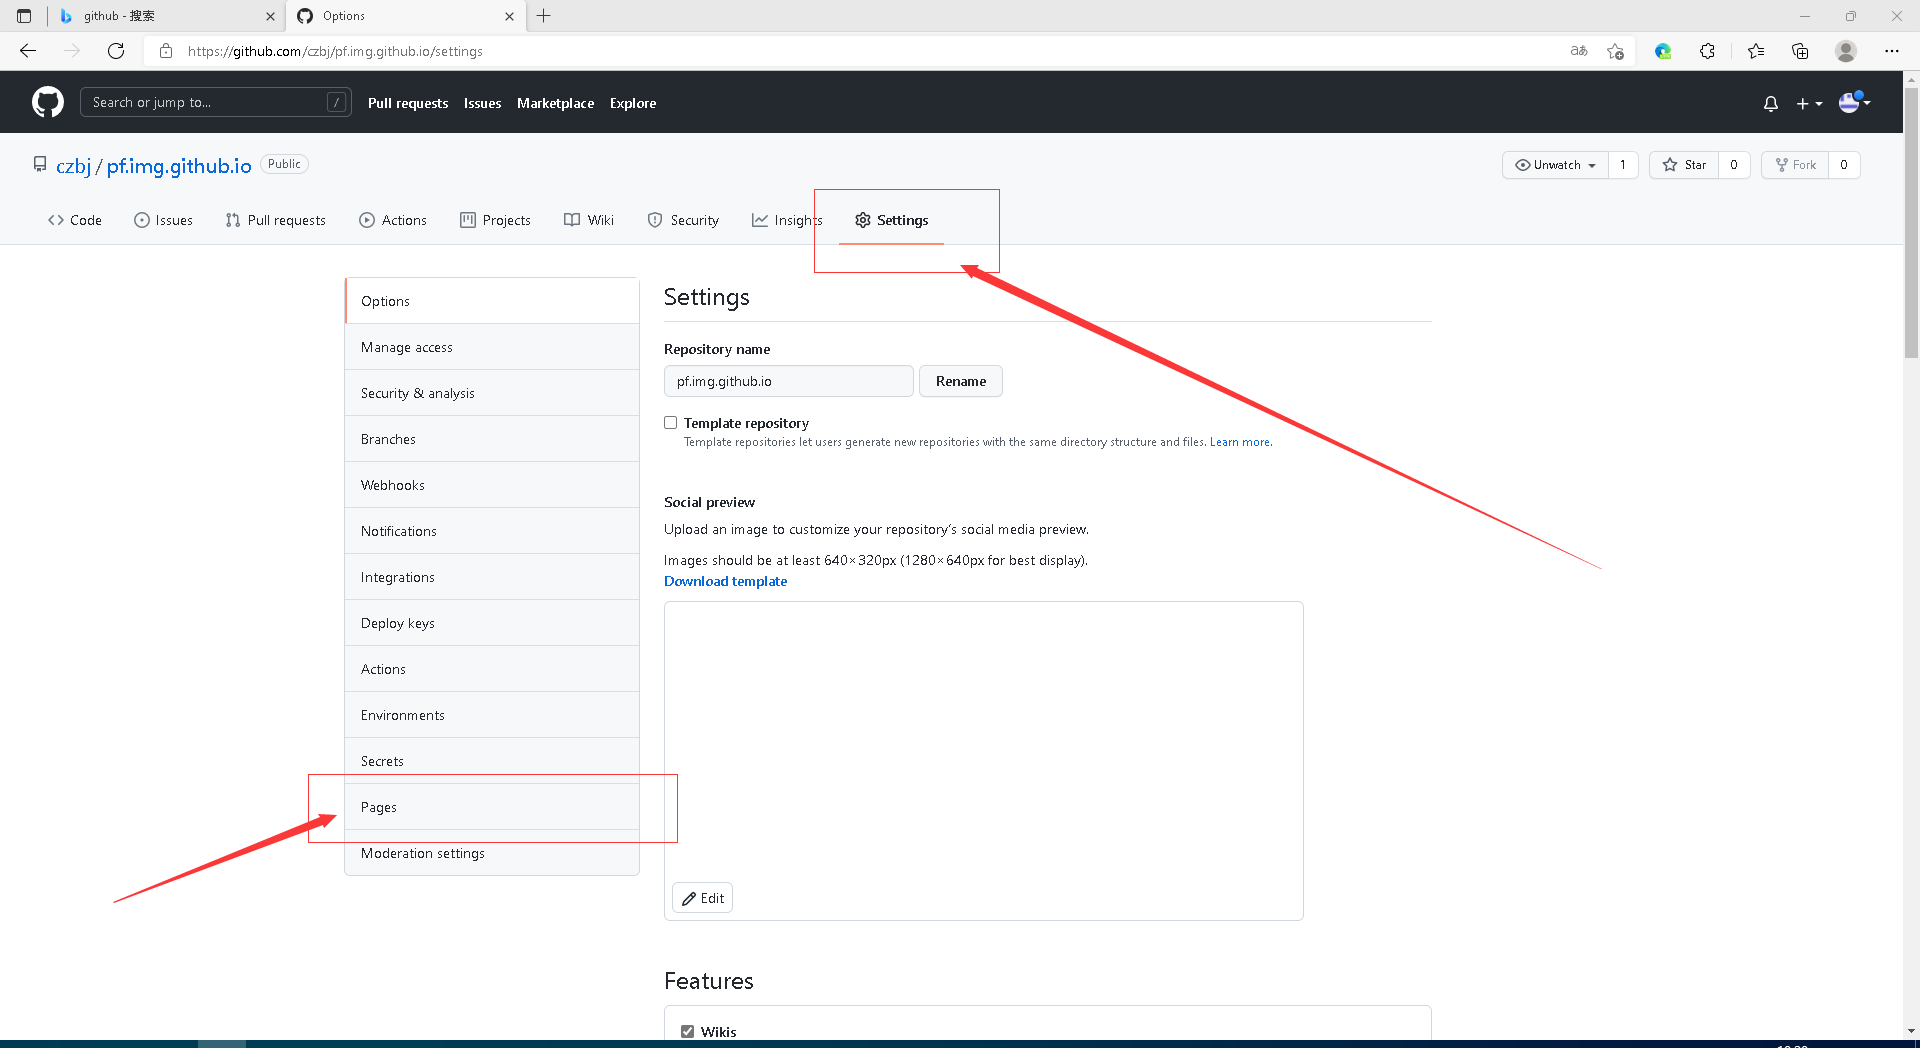 github - 搜索
Options
https://github.com/czbj/pf.img.github.io/settings
Search or jump to...
/
Pull requests
Issues
Marketplace
Explore
czbj / pf.img.github.io
Public
Unwatch
1
Star
0
Fork
0
Code
Issues
Pull requests
Actions
Projects
Wiki
Security
Insights
Settings
Options
Manage access
Security & analysis
Branches
Webhooks
Notifications
Integrations
Deploy keys
Actions
Environments
Secrets
Pages
Moderation settings
Settings
Repository name
pf.img.github.io
Rename
Template repository
Template repositories let users generate new repositories with the same directory structure and files. Learn more.
Social preview
Upload an image to customize your repository's social media preview.
Images should be at least 640×320px (1280×640px for best display).
Download template
Edit
Features
Wikis